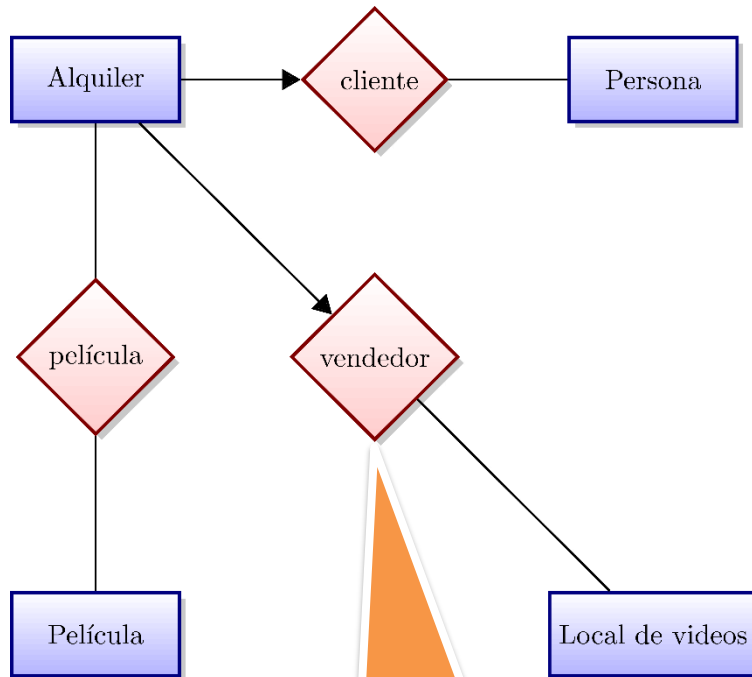 Alquiler
cliente
Persona
película
vendedor
Película
Local de videos